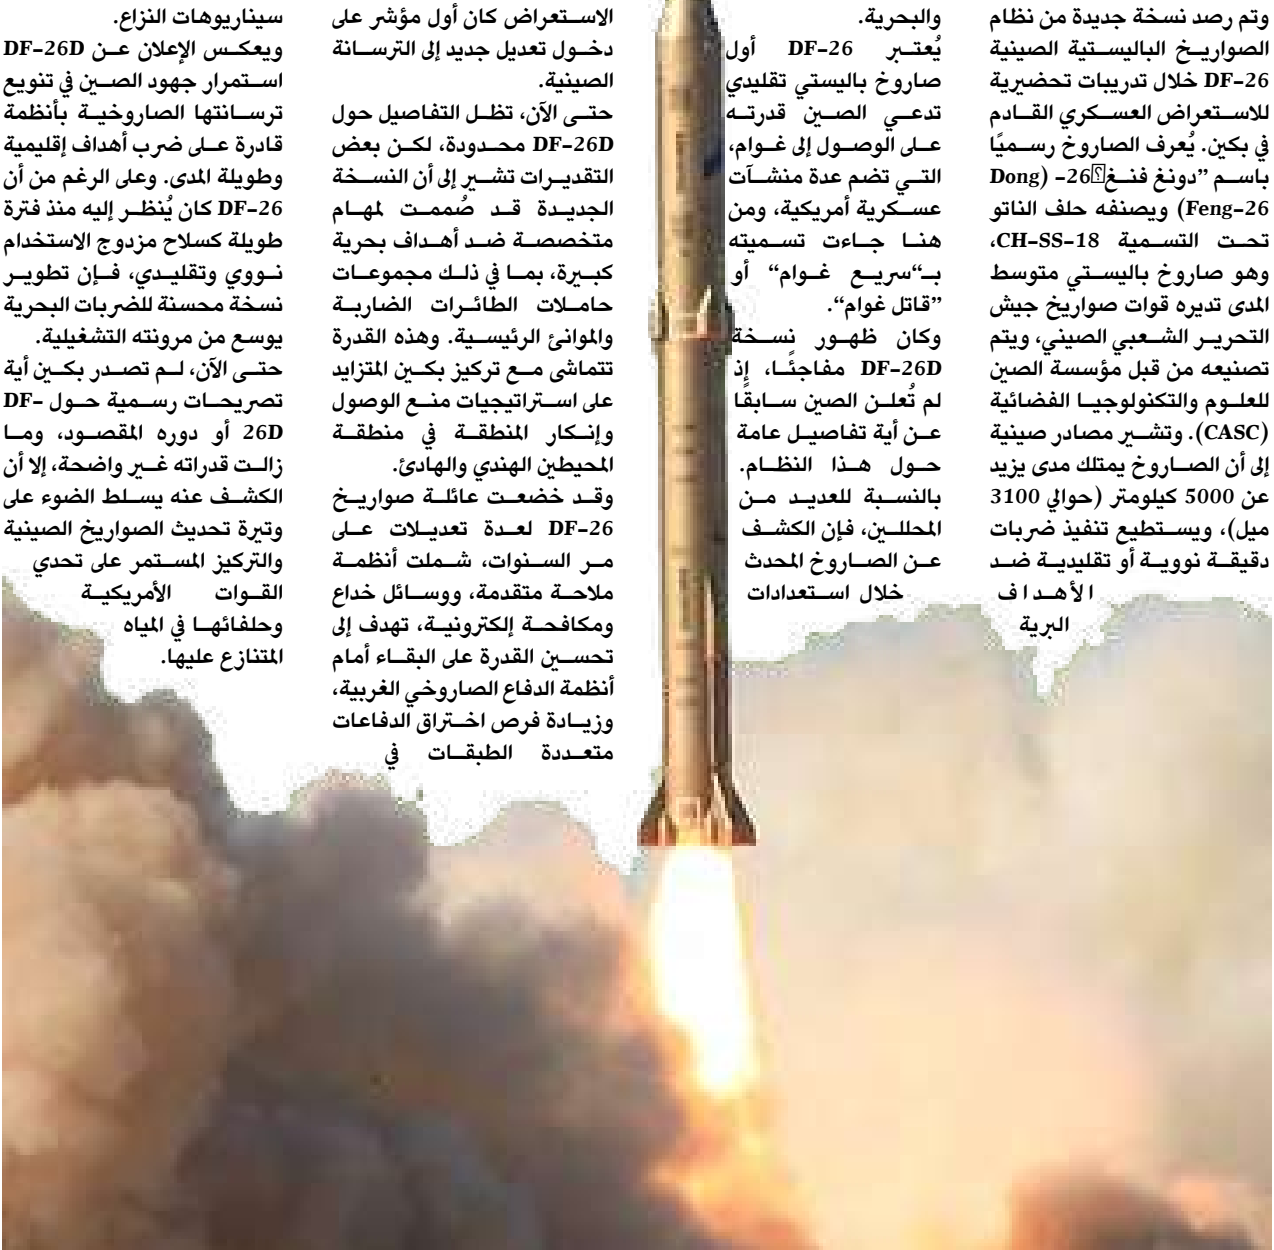 وتم رصد نسخة جديدة من نظام
الصواريخ الباليستية الصينية
DF-26 خلال تدريبات تحضيرية
للاستعراض العسكري القادم
في بكين. يُعرف الصاروخ رسميًا
باسم ”دونغ فنغ-26 (Dong
Feng-26) ويصنفه حلف الناتو
تحت التسمية CH-SS-18،
وهو صاروخ باليستي متوسط
المدى تديره قوات صواريخ جيش
التحرير الشعبي الصيني، ويتم
تصنيعه من قبل مؤسسة الصين
للعلوم والتكنولوجيا الفضائية
(CASC). وتشير مصادر صينية
إلى أن الصاروخ يمتلك مدى يزيد
عن 5000 كيلومتر (حوالي 3100
ميل)، ويستطيع تنفيذ ضربات
دقيقة نووية أو تقليدية ضد
الأهداف
البرية
والبحرية.
يُعتبر DF-26 أول
صاروخ باليستي تقليدي
تدعي الصين قدرته
على الوصول إلى غوام،
التي تضم عدة منشآت
عسكرية أمريكية، ومن
هنا جاءت تسميته
بـ“سريع غوام“ أو
”قاتل غوام“.
وكان ظهور نسخة
DF-26D مفاجئًا، إذ
لم تُعلن الصين سابقًا
عن أية تفاصيل عامة
حول هذا النظام.
بالنسبة للعديد من
المحللين، فإن الكشف
عن الصاروخ المحدث
خلال استعدادات
الاستعراض كان أول مؤشر على
دخول تعديل جديد إلى الترسانة
الصينية.
حتى الآن، تظل التفاصيل حول
DF-26D محدودة، لكن بعض
التقديرات تشير إلى أن النسخة
الجديدة قد صُممت لمهام
متخصصة ضد أهداف بحرية
كبيرة، بما في ذلك مجموعات
حاملات الطائرات الضاربة
والموانئ الرئيسية. وهذه القدرة
تتماشى مع تركيز بكين المتزايد
على استراتيجيات منع الوصول
وإنكار المنطقة في منطقة
المحيطين الهندي والهادئ.
وقد خضعت عائلة صواريخ
DF-26 لعدة تعديلات على
مر السنوات، شملت أنظمة
ملاحة متقدمة، ووسائل خداع
ومكافحة إلكترونية، تهدف إلى
تحسين القدرة على البقاء أمام
أنظمة الدفاع الصاروخي الغربية،
وزيادة فرص اختراق الدفاعات
متعددة الطبقات في
سيناريوهات النزاع.
ويعكس الإعلان عن DF-26D
استمرار جهود الصين في تنويع
ترسانتها الصاروخية بأنظمة
قادرة على ضرب أهداف إقليمية
وطويلة المدى. وعلى الرغم من أن
DF-26 كان يُنظر إليه منذ فترة
طويلة كسلاح مزدوج الاستخدام
نووي وتقليدي، فإن تطوير
نسخة محسنة للضربات البحرية
يوسع من مرونته التشغيلية.
حتى الآن، لم تصدر بكين أية
تصريحات رسمية حول DF-
26D أو دوره المقصود، وما
زالت قدراته غير واضحة، إلا أن
الكشف عنه يسلط الضوء على
وتيرة تحديث الصواريخ الصينية
والتركيز المستمر على تحدي
القوات الأمريكية
وحلفائها في المياه
المتنازع عليها.